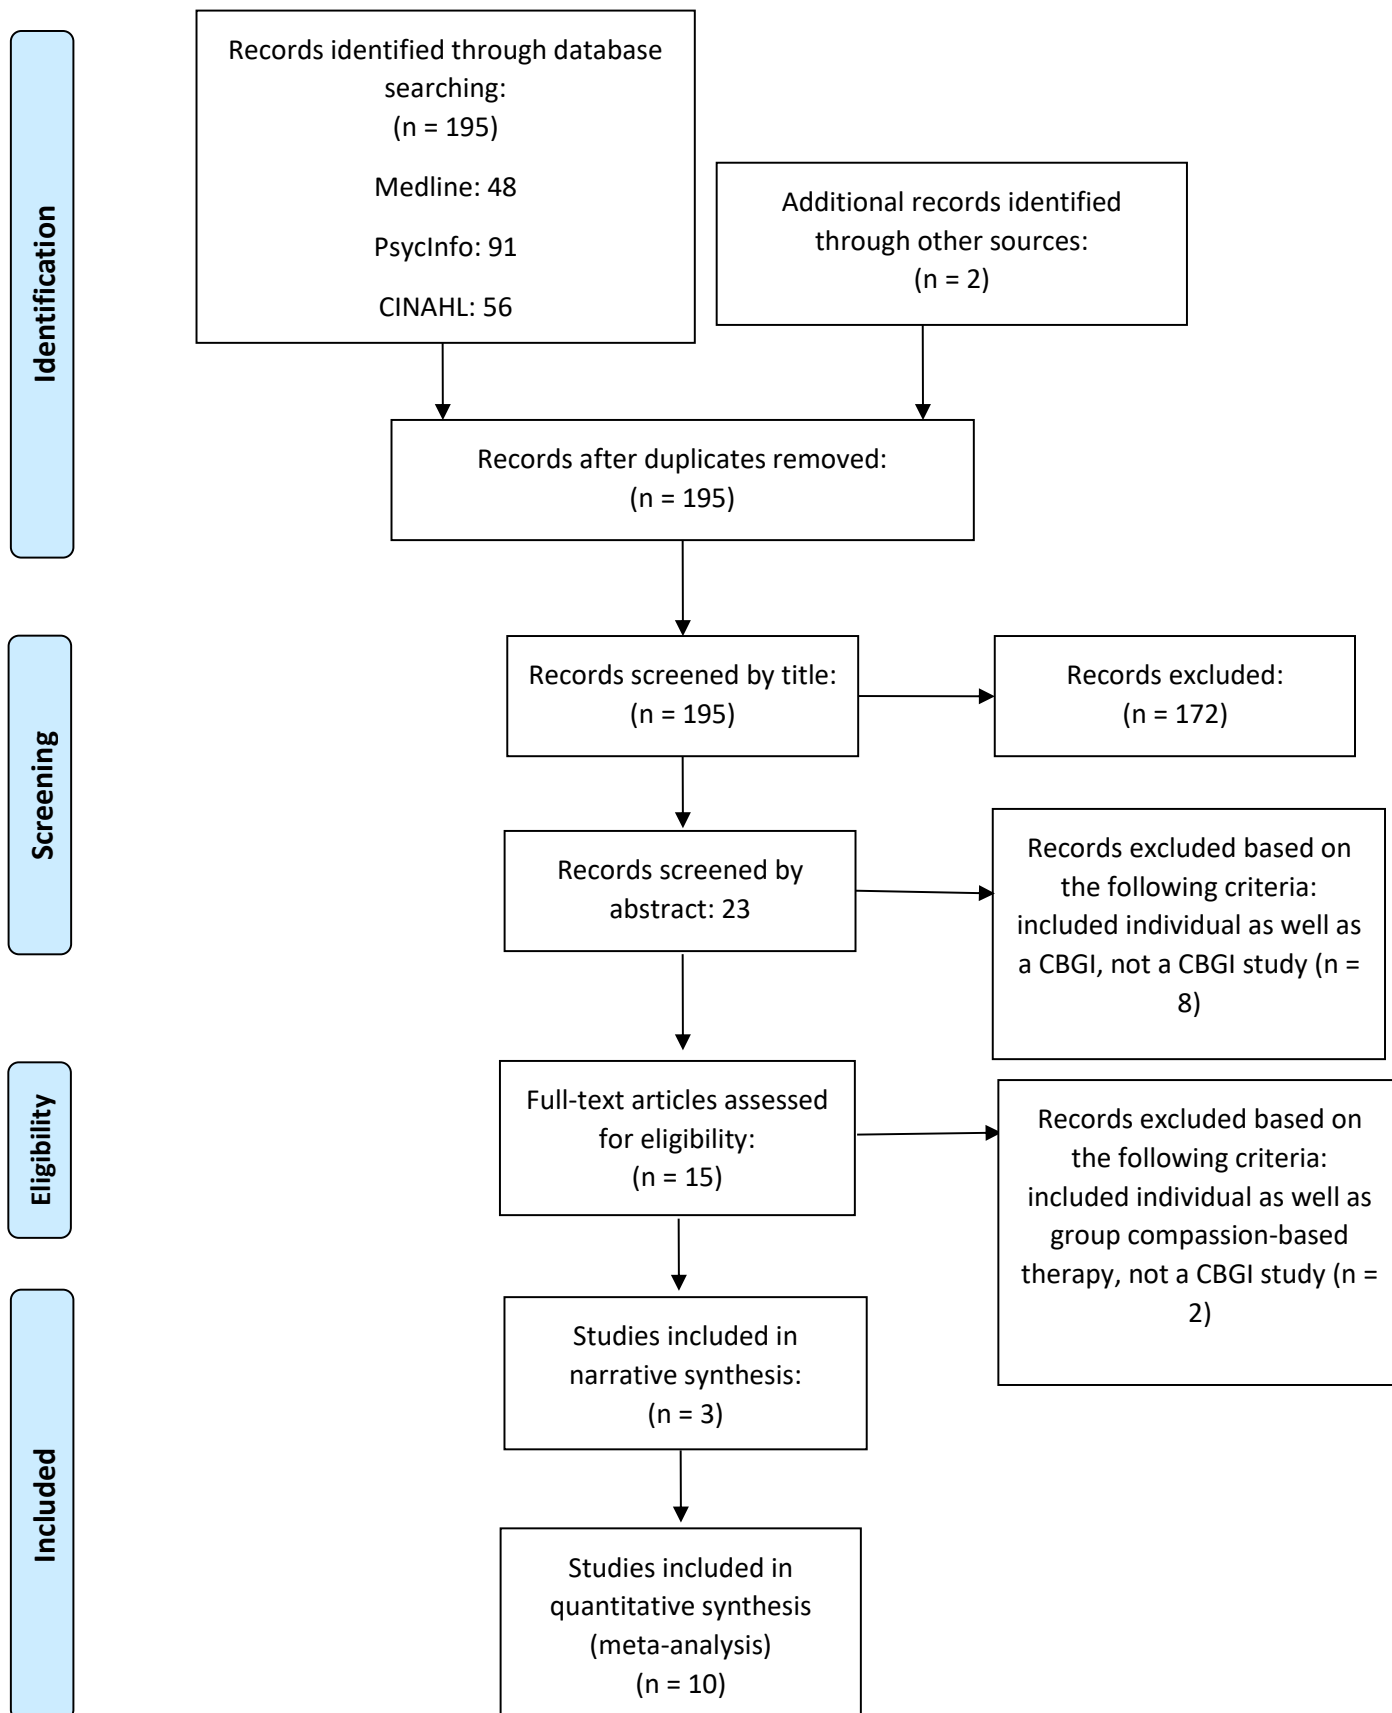 Identification
Records identified through database
searching:
(n = 195)
Medline: 48
PsycInfo: 91
CINAHL: 56
Additional records identified
through other sources:
(n = 2)
Records after duplicates removed:
(n = 195)
Screening
Records screened by title:
(n = 195)
Records excluded:
(n = 172)
Records screened by
abstract: 23
Records excluded based on
the following criteria:
included individual as well as
a CBGI, not a CBGI study (n =
8)
Eligibility
Full-text articles assessed
for eligibility:
(n = 15)
Records excluded based on
the following criteria:
included individual as well as
group compassion-based
therapy, not a CBGI study (n =
2)
Included
Studies included in
narrative synthesis:
(n = 3)
Studies included in
quantitative synthesis
(meta-analysis)
(n = 10)